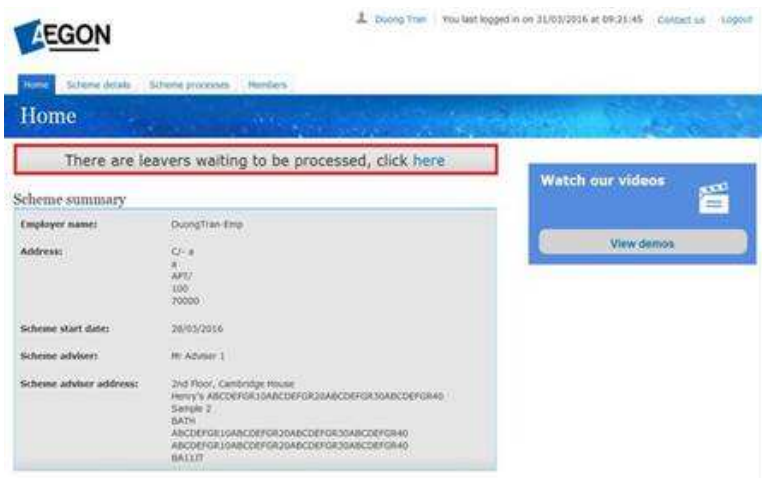 AEGON
Duong Tran You last logged in on 31/03/2016 at 09:21:45 Contact us Logout
Home Scheme details Scheme processes Members
Home
There are leavers waiting to be processed, click here
Scheme summary
Employer name: DuongTran-Emp
Address: C/- a
a
APT/
100
70000
Scheme start date: 28/03/2016
Scheme adviser: Mr Adviser 1
Scheme adviser address: 2nd Floor, Cambridge House
Henry's ABCDEFGR10ABCDEFGR20ABCDEFGR30ABCDEFGR40
Sample 2
BATH
ABCDEFGR10ABCDEFGR20ABCDEFGR30ABCDEFGR40
ABCDEFGR10ABCDEFGR20ABCDEFGR30ABCDEFGR40
BA11JT
Watch our videos
View demos